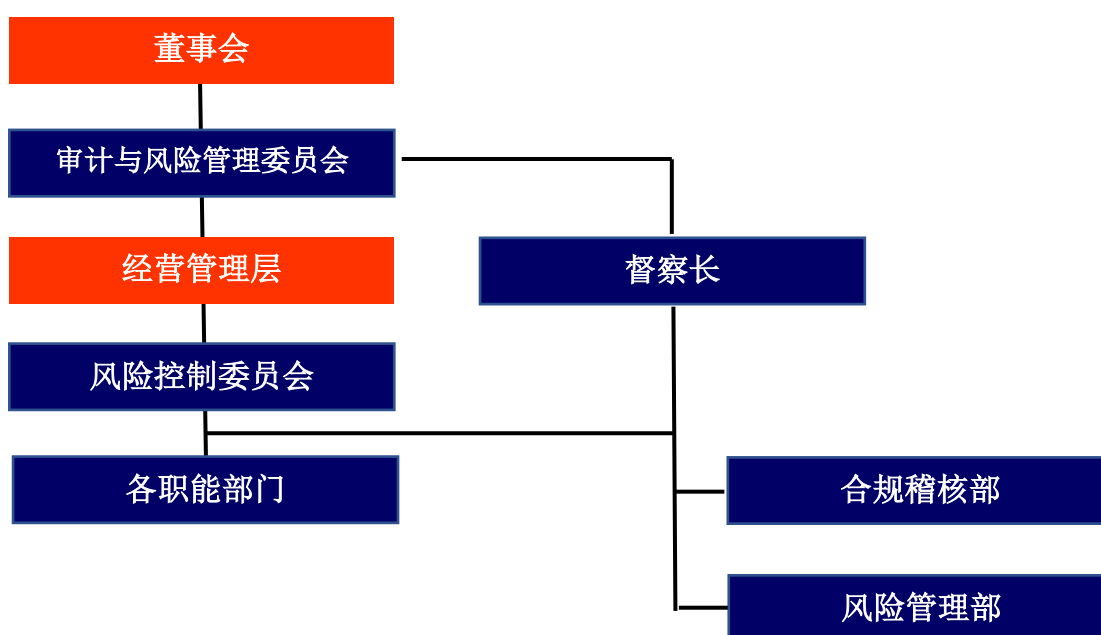 董事会
审计与风险管理委员会
经营管理层
督察长
风险控制委员会
各职能部门
合规稽核部
风险管理部